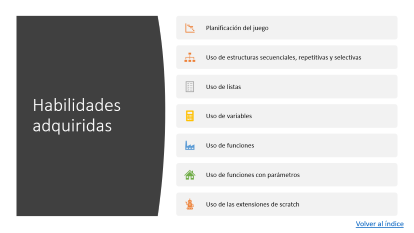 Habilidades
adquiridas
Planificación del juego
Uso de estructuras secuenciales, repetitivas y selectivas
Uso de listas
Uso de variables
Uso de funciones
Uso de funciones con parámetros
Uso de las extensiones de scratch
Volver al índice